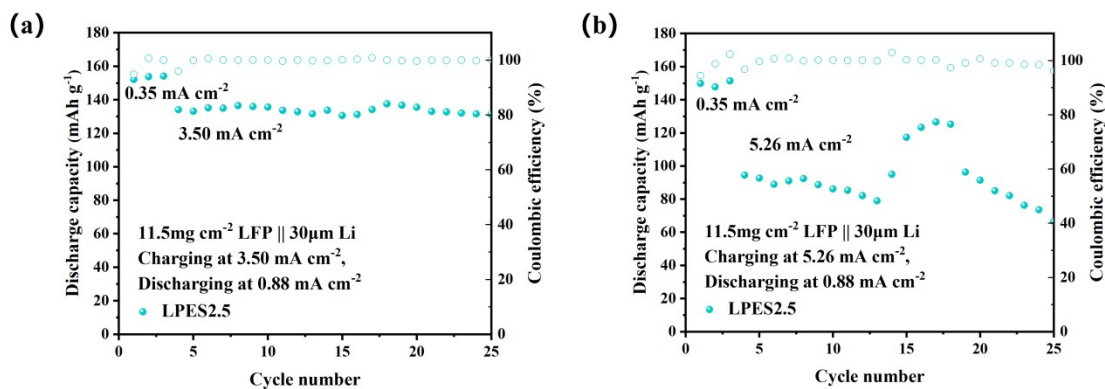 (a)
Discharge capacity (mAh g⁻¹)
180
160
140
120
100
80
60
40
20
0
0.35 mA cm⁻²
3.50 mA cm⁻²
11.5mg cm⁻² LFP || 30μm Li
Charging at 3.50 mA cm⁻²,
Discharging at 0.88 mA cm⁻²
LPES2.5
100
80
60
40
20
0
Coulombic efficiency (%)
0 5 10 15 20 25
Cycle number
(b)
Discharge capacity (mAh g⁻¹)
180
160
140
120
100
80
60
40
20
0
0.35 mA cm⁻²
5.26 mA cm⁻²
11.5mg cm⁻² LFP || 30μm Li
Charging at 5.26 mA cm⁻²,
Discharging at 0.88 mA cm⁻²
LPES2.5
100
80
60
40
20
0
Coulombic efficiency (%)
0 5 10 15 20 25
Cycle number